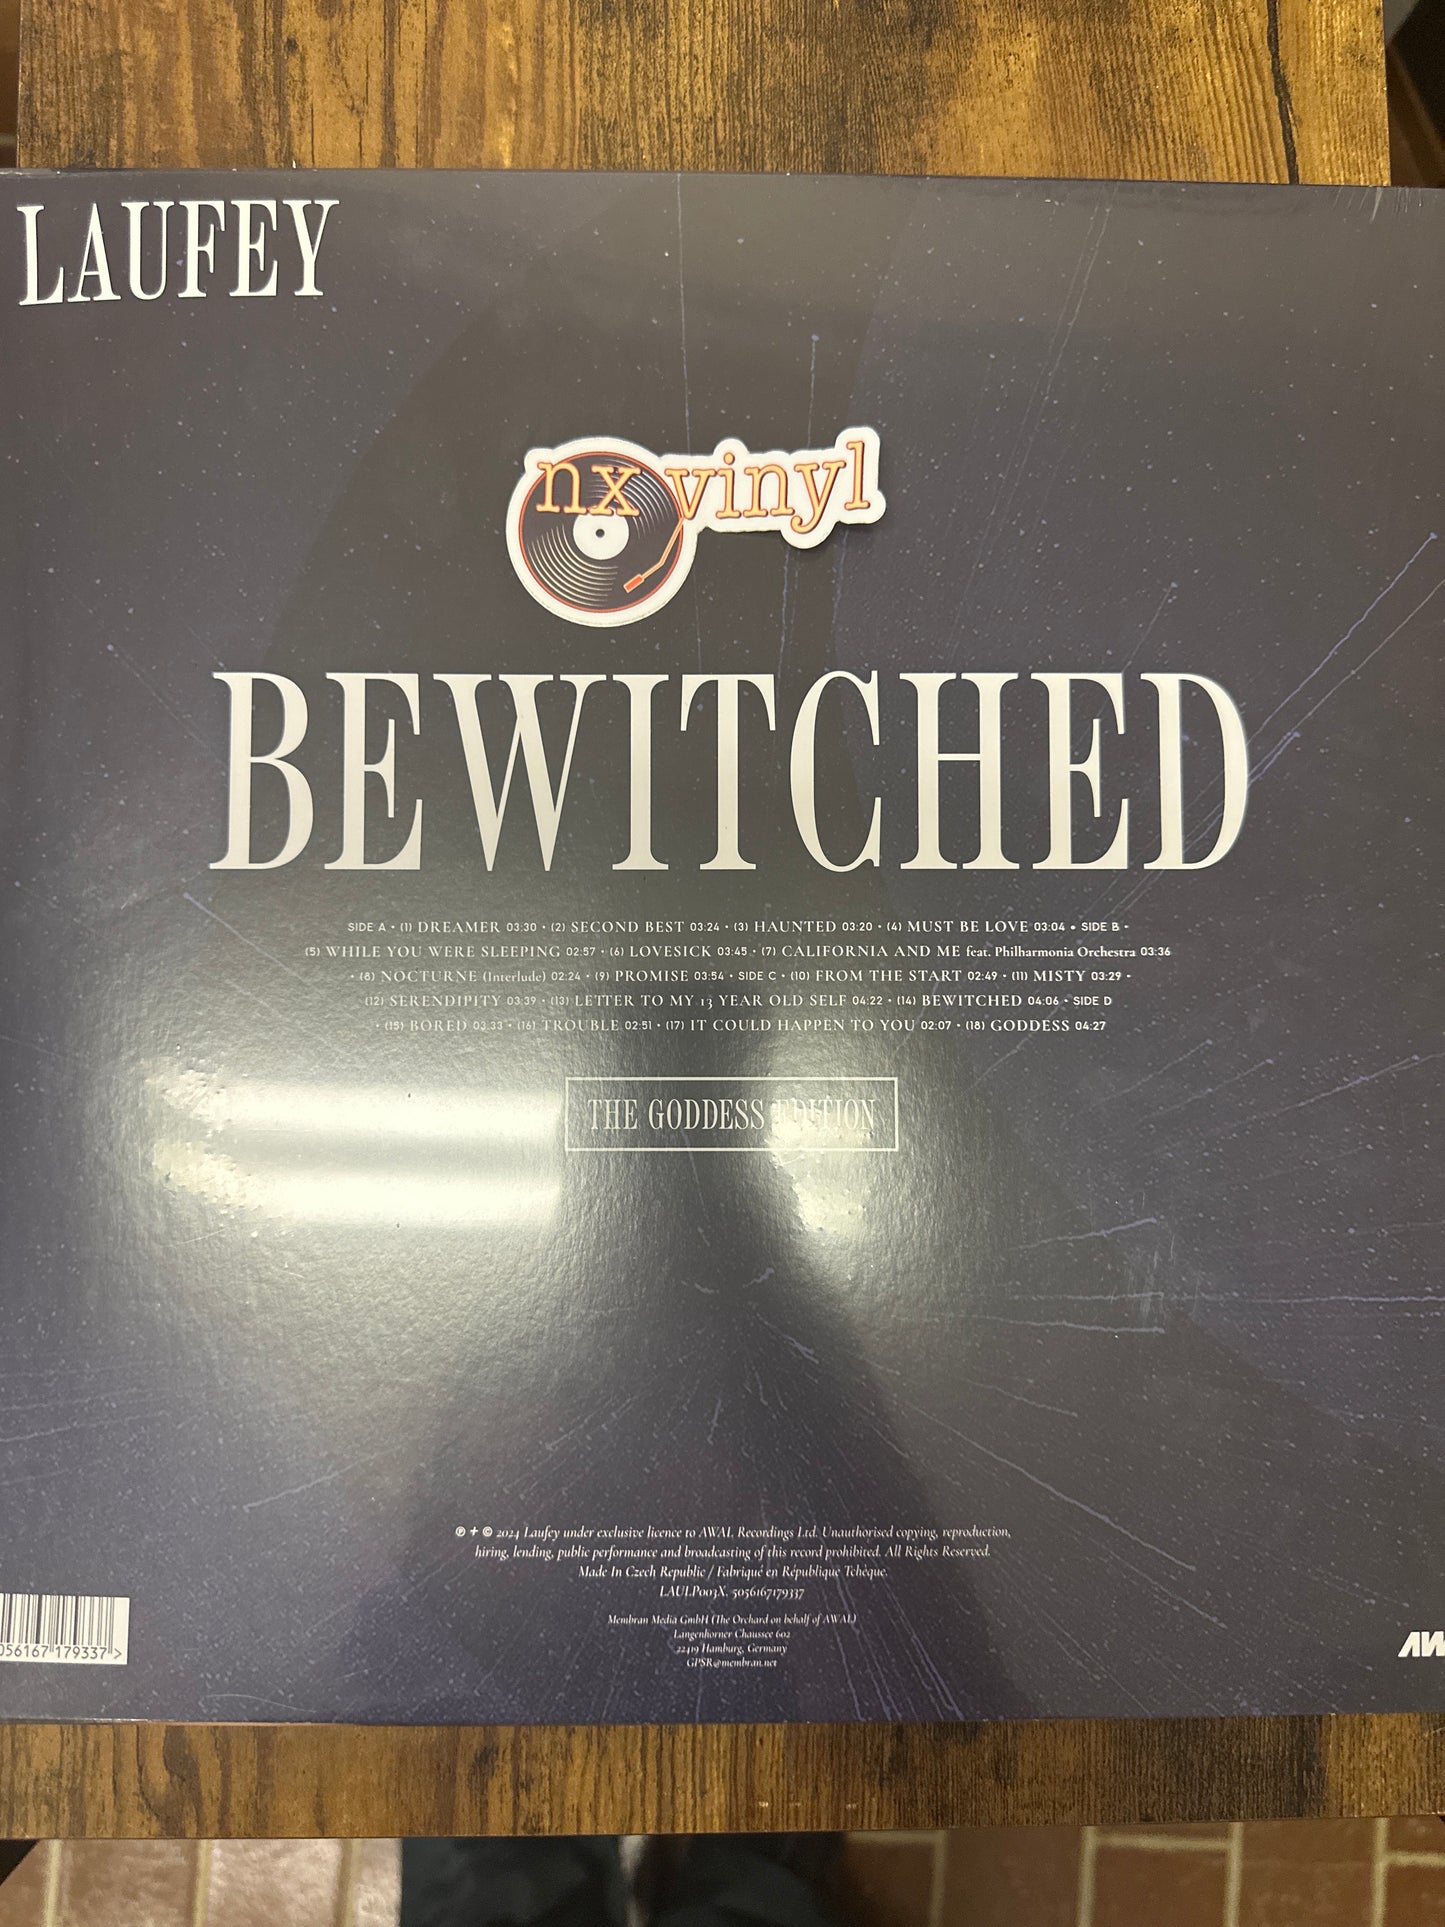 LAUFEY
nx vinyl
BEWITCHED
SIDE A • (1) DREAMER 03:30 • (2) SECOND BEST 03:24 • (3) HAUNTED 03:20 • (4) MUST BE LOVE 03:04 • SIDE B •
(5) WHILE YOU WERE SLEEPING 02:57 • (6) LOVESICK 03:45 • (7) CALIFORNIA AND ME feat. Philharmonia Orchestra 03:36
• (8) NOCTURNE (Interlude) 02:24 • (9) PROMISE 03:54 • SIDE C • (10) FROM THE START 02:49 • (11) MISTY 03:29 •
(12) SERENDIPITY 03:39 • (13) LETTER TO MY 13 YEAR OLD SELF 04:22 • (14) BEWITCHED 04:06 • SIDE D
• (15) BORED 03:33 • (16) TROUBLE 02:51 • (17) IT COULD HAPPEN TO YOU 02:07 • (18) GODDESS 04:27
THE GODDESS EDITION
℗ + © 2024 Laufey under exclusive licence to AWAL Recordings Ltd. Unauthorised copying, reproduction,
hiring, lending, public performance and broadcasting of this record prohibited. All Rights Reserved.
Made In Czech Republic / Fabriqué en République Tchèque.
LAULP003X. 5056167179337
Membran Media GmbH (The Orchard on behalf of AWAL)
Langenhorner Chaussee 602
22419 Hamburg, Germany
GPSR@membran.net
056167 179337 >
AW